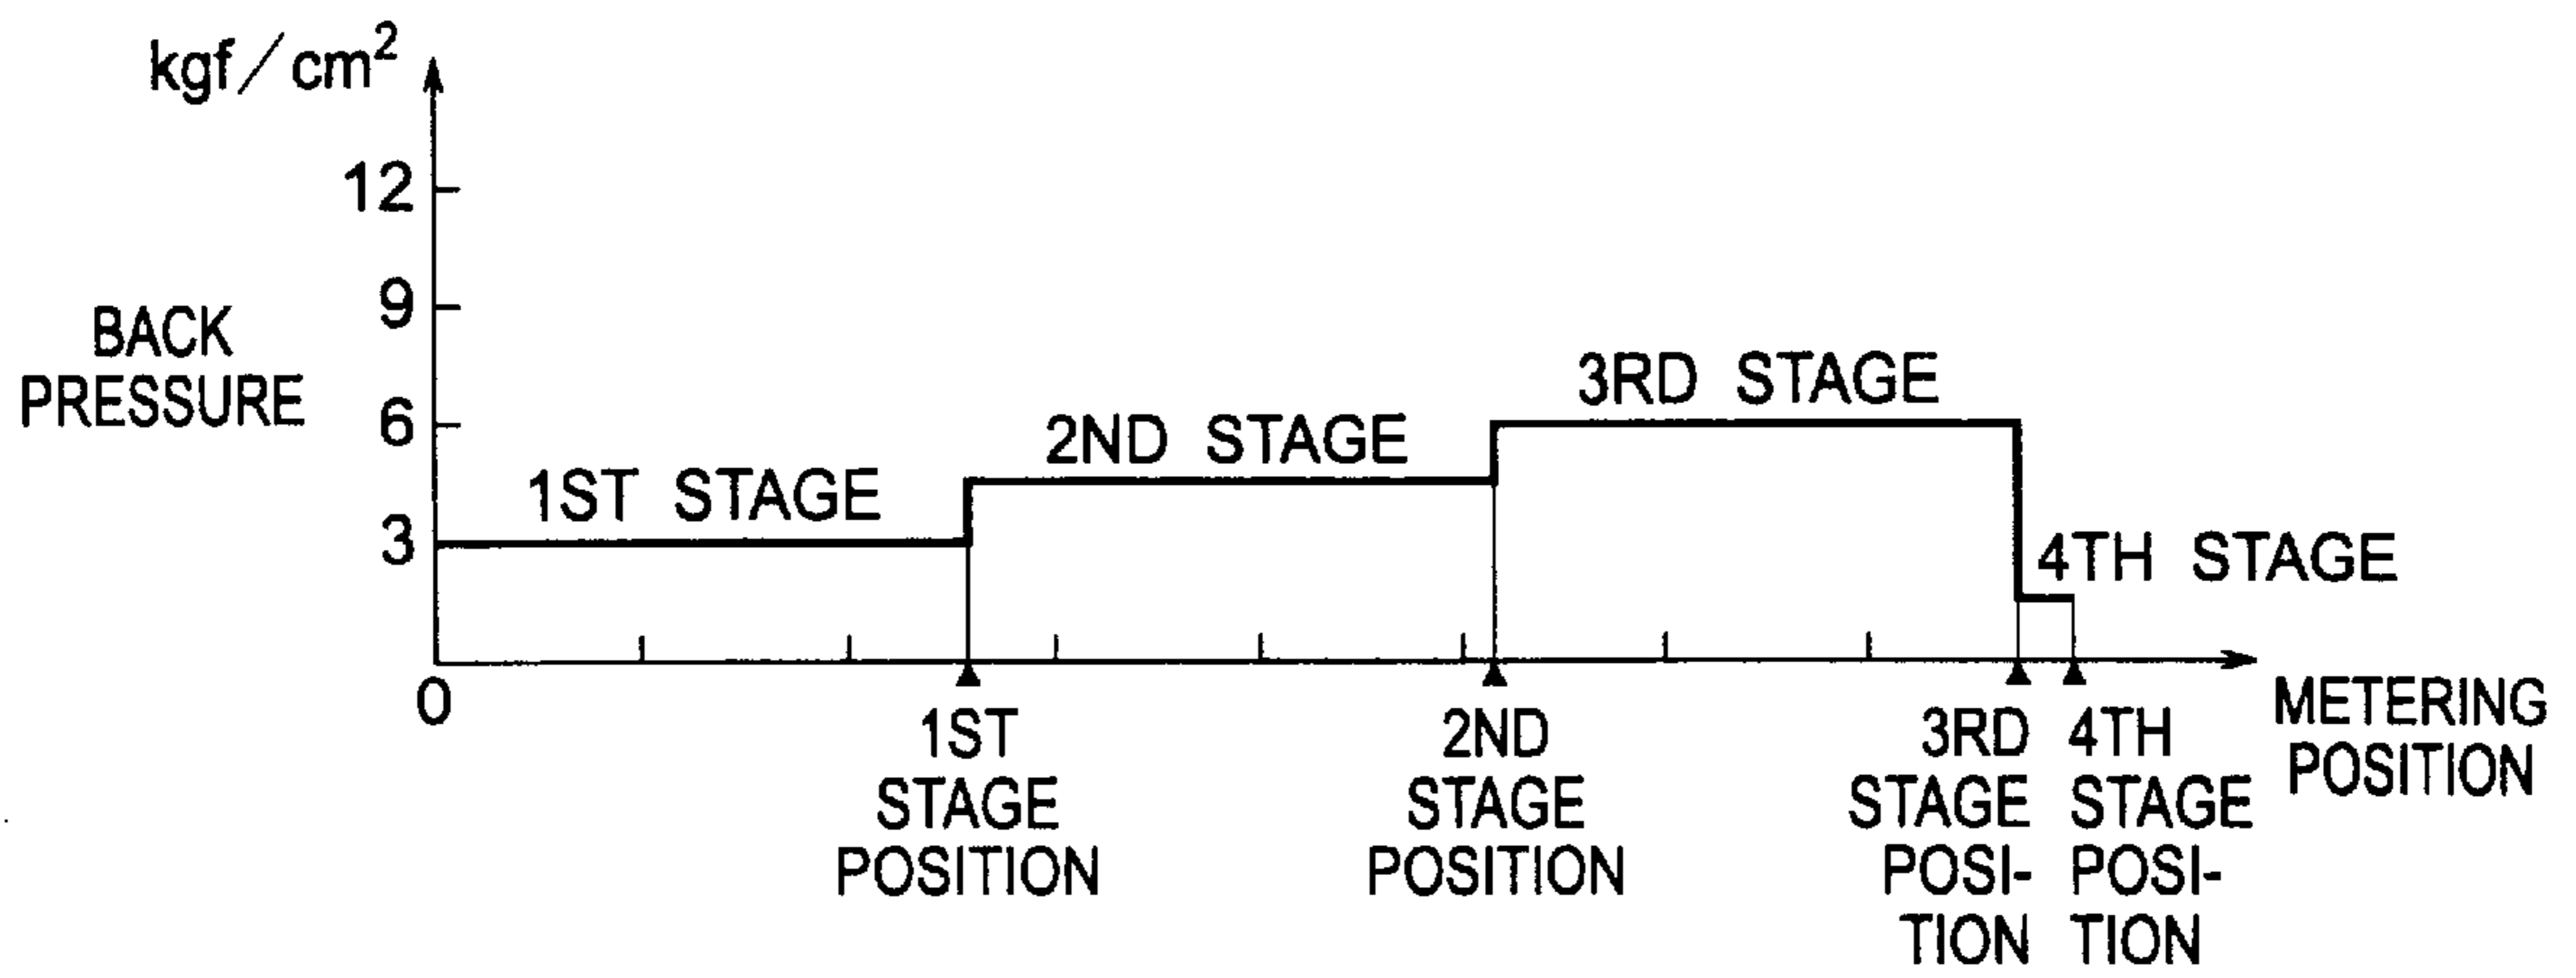 kgf/cm²
12
9
6
3
0
BACK
PRESSURE
1ST STAGE
2ND STAGE
3RD STAGE
4TH STAGE
1ST
STAGE
POSITION
2ND
STAGE
POSITION
3RD
STAGE
POSI-
TION
4TH
STAGE
POSI-
TION
METERING
POSITION